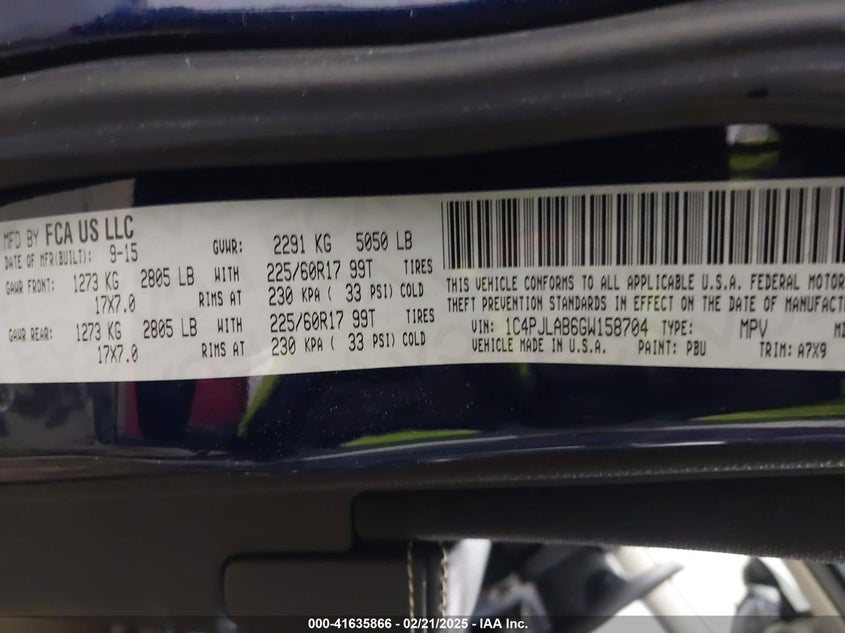 MFD BY FCA US LLC
DATE OF MFR(BUILT): 9-15 GVWR: 2291 KG 5050 LB
GAWR FRONT: 1273 KG 2805 LB WITH 225/60R17 99T TIRES
17X7.0 RIMS AT 230 KPA ( 33 PSI) COLD
GAWR REAR: 1273 KG 2805 LB WITH 225/60R17 99T TIRES
17X7.0 RIMS AT 230 KPA ( 33 PSI) COLD
THIS VEHICLE CONFORMS TO ALL APPLICABLE U.S.A. FEDERAL MOTOR
THEFT PREVENTION STANDARDS IN EFFECT ON THE DATE OF MANUFACT
VIN: 1C4PJLAB6GW158704 TYPE: MPV
VEHICLE MADE IN U.S.A. PAINT: PBU TRIM: A7X9
000-41635866 - 02/21/2025 - IAA Inc.